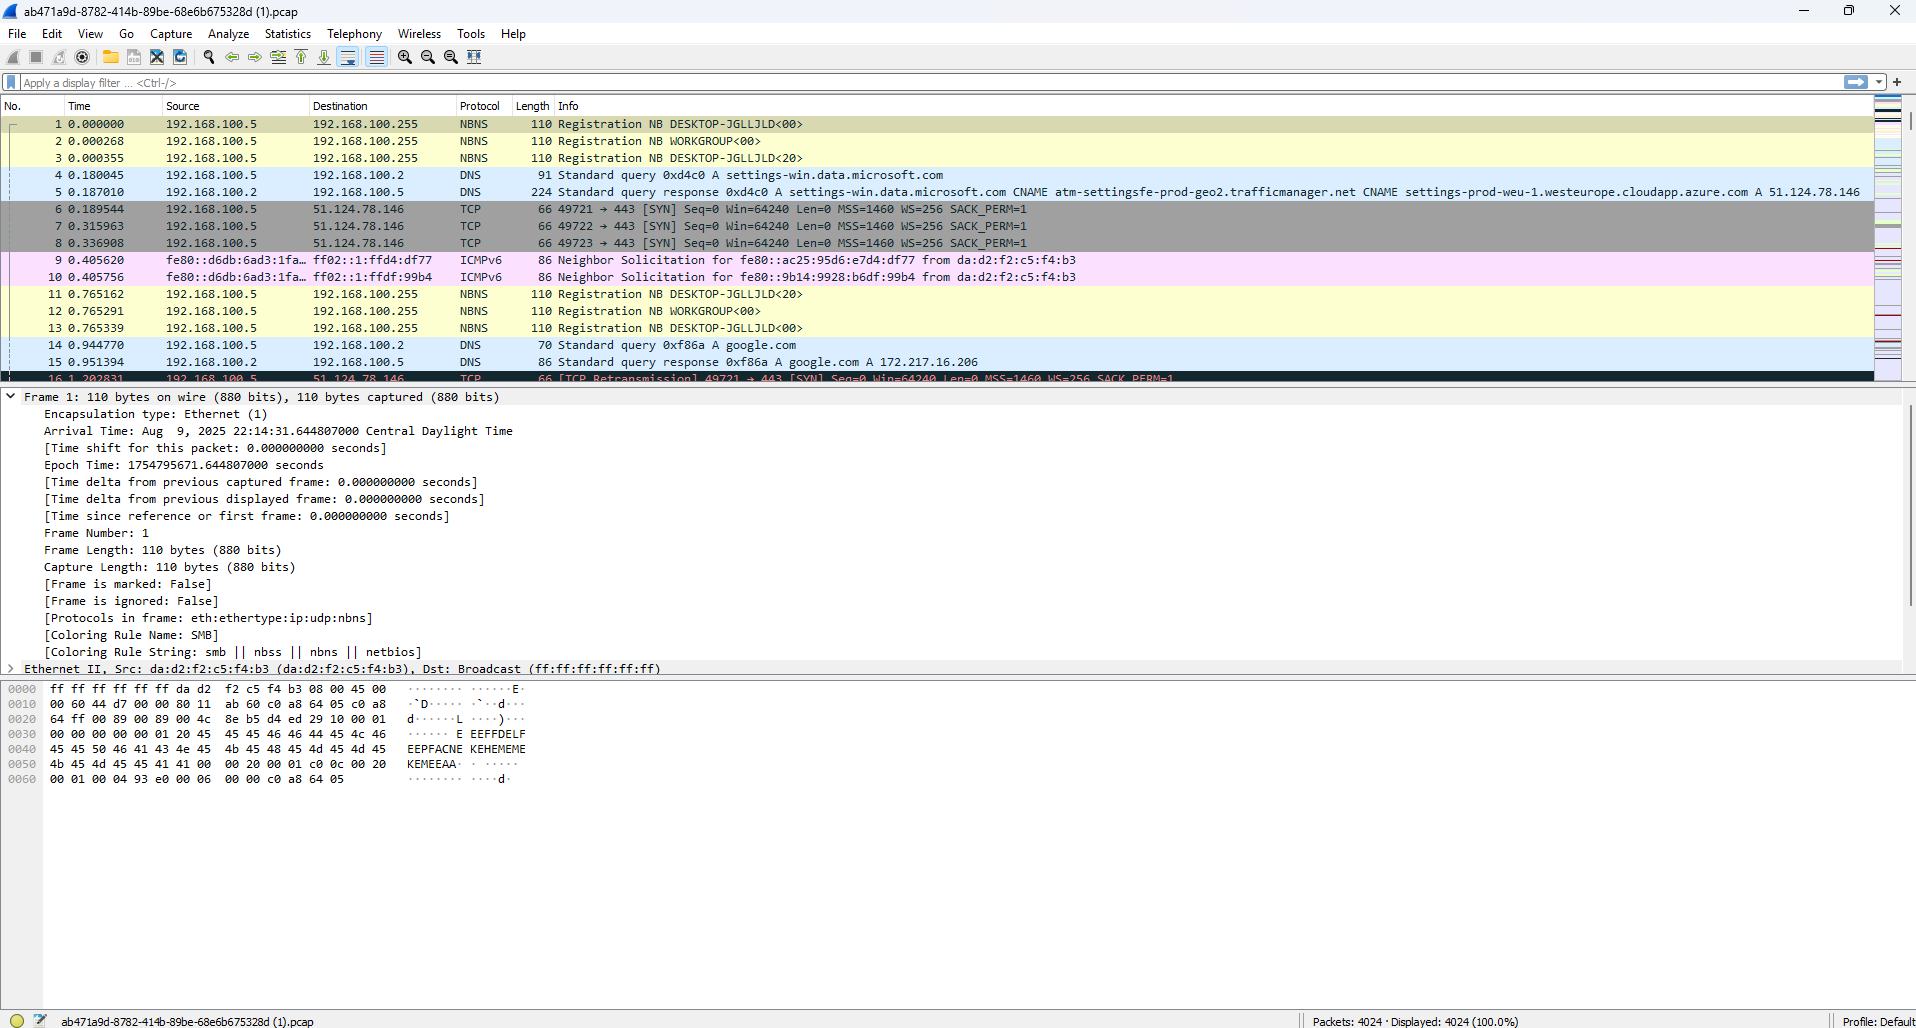 ab471a9d-8782-414b-89be-68e6b675328d (1).pcap
File Edit View Go Capture Analyze Statistics Telephony Wireless Tools Help
Apply a display filter ... <Ctrl-/>
No. Time Source Destination Protocol Length Info
1 0.000000 192.168.100.5 192.168.100.255 NBNS 110 Registration NB DESKTOP-JGLLJLD<00>
2 0.000268 192.168.100.5 192.168.100.255 NBNS 110 Registration NB WORKGROUP<00>
3 0.000355 192.168.100.5 192.168.100.255 NBNS 110 Registration NB DESKTOP-JGLLJLD<20>
4 0.180045 192.168.100.5 192.168.100.2 DNS 91 Standard query 0xd4c0 A settings-win.data.microsoft.com
5 0.187010 192.168.100.2 192.168.100.5 DNS 224 Standard query response 0xd4c0 A settings-win.data.microsoft.com CNAME atm-settingsfe-prod-geo2.trafficmanager.net CNAME settings-prod-weu-1.westeurope.cloudapp.azure.com A 51.124.78.146
6 0.189544 192.168.100.5 51.124.78.146 TCP 66 49721 → 443 [SYN] Seq=0 Win=64240 Len=0 MSS=1460 WS=256 SACK_PERM=1
7 0.315963 192.168.100.5 51.124.78.146 TCP 66 49722 → 443 [SYN] Seq=0 Win=64240 Len=0 MSS=1460 WS=256 SACK_PERM=1
8 0.336908 192.168.100.5 51.124.78.146 TCP 66 49723 → 443 [SYN] Seq=0 Win=64240 Len=0 MSS=1460 WS=256 SACK_PERM=1
9 0.405620 fe80::d6db:6ad3:1fa… ff02::1:ffd4:df77 ICMPv6 86 Neighbor Solicitation for fe80::ac25:95d6:e7d4:df77 from da:d2:f2:c5:f4:b3
10 0.405756 fe80::d6db:6ad3:1fa… ff02::1:ffdf:99b4 ICMPv6 86 Neighbor Solicitation for fe80::9b14:9928:b6df:99b4 from da:d2:f2:c5:f4:b3
11 0.765162 192.168.100.5 192.168.100.255 NBNS 110 Registration NB DESKTOP-JGLLJLD<20>
12 0.765291 192.168.100.5 192.168.100.255 NBNS 110 Registration NB WORKGROUP<00>
13 0.765339 192.168.100.5 192.168.100.255 NBNS 110 Registration NB DESKTOP-JGLLJLD<00>
14 0.944770 192.168.100.5 192.168.100.2 DNS 70 Standard query 0xf86a A google.com
15 0.951394 192.168.100.2 192.168.100.5 DNS 86 Standard query response 0xf86a A google.com A 172.217.16.206
16 1.202831 192.168.100.5 51.124.78.146 TCP 66 [TCP Retransmission] 49721 → 443 [SYN] Seq=0 Win=64240 Len=0 MSS=1460 WS=256 SACK_PERM=1
Frame 1: 110 bytes on wire (880 bits), 110 bytes captured (880 bits)
Encapsulation type: Ethernet (1)
Arrival Time: Aug  9, 2025 22:14:31.644807000 Central Daylight Time
[Time shift for this packet: 0.000000000 seconds]
Epoch Time: 1754795671.644807000 seconds
[Time delta from previous captured frame: 0.000000000 seconds]
[Time delta from previous displayed frame: 0.000000000 seconds]
[Time since reference or first frame: 0.000000000 seconds]
Frame Number: 1
Frame Length: 110 bytes (880 bits)
Capture Length: 110 bytes (880 bits)
[Frame is marked: False]
[Frame is ignored: False]
[Protocols in frame: eth:ethertype:ip:udp:nbns]
[Coloring Rule Name: SMB]
[Coloring Rule String: smb || nbss || nbns || netbios]
Ethernet II, Src: da:d2:f2:c5:f4:b3 (da:d2:f2:c5:f4:b3), Dst: Broadcast (ff:ff:ff:ff:ff:ff)
0000 ff ff ff ff ff ff da d2 f2 c5 f4 b3 08 00 45 00 ········ ······E·
0010 00 60 44 d7 00 00 80 11 ab 60 c0 a8 64 05 c0 a8 ·`D····· ·`··d···
0020 64 ff 00 89 00 89 00 4c 8e b5 d4 ed 29 10 00 01 d······L ····)···
0030 00 00 00 00 00 01 20 45 45 45 46 46 44 45 4c 46 ······ E EEFFDELF
0040 45 45 50 46 41 43 4e 45 4b 45 48 45 4d 45 4d 45 EEPFACNE KEHEMEME
0050 4b 45 4d 45 45 41 41 00 00 20 00 01 c0 0c 00 20 KEMEEAA· · ·····
0060 00 01 00 04 93 e0 00 06 00 00 c0 a8 64 05 ········ ····d·
ab471a9d-8782-414b-89be-68e6b675328d (1).pcap
Packets: 4024 · Displayed: 4024 (100.0%)
Profile: Default